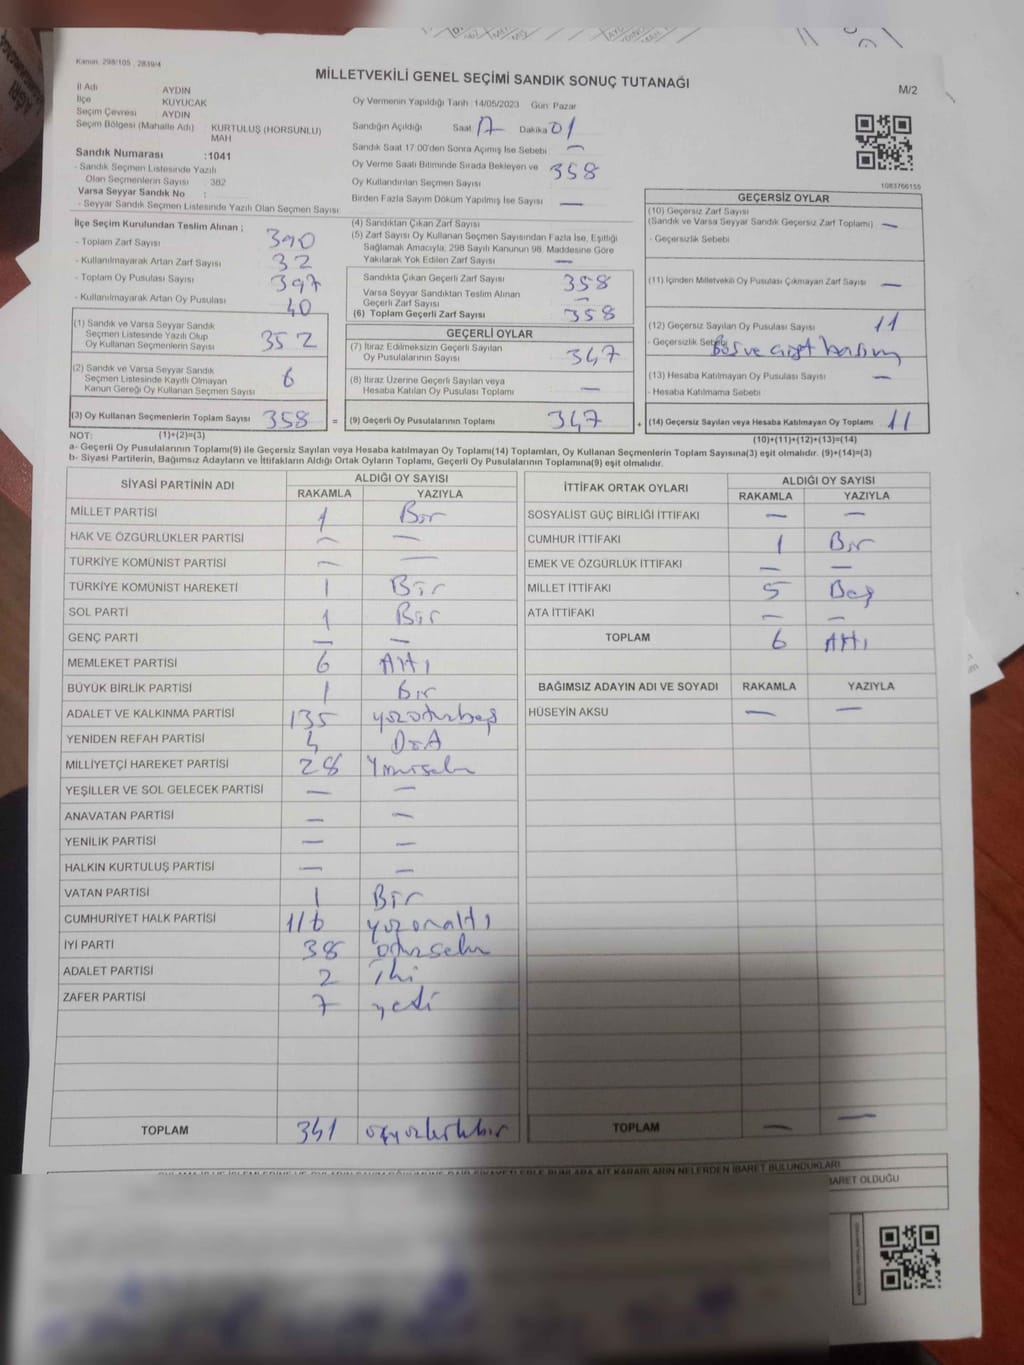 Kanun: 298/105 , 2839/4
MİLLETVEKİLİ GENEL SEÇİMİ SANDIK SONUÇ TUTANAĞI
M/2
İl Adı AYDIN
İlçe KUYUCAK
Seçim Çevresi AYDIN
Seçim Bölgesi (Mahalle Adı) KURTULUŞ (HORSUNLU) MAH
Sandık Numarası :1041
- Sandık Seçmen Listesinde Yazılı
Olan Seçmenlerin Sayısı : 382
Varsa Seyyar Sandık No :
- Seyyar Sandık Seçmen Listesinde Yazılı Olan Seçmen Sayısı
Oy Vermenin Yapıldığı Tarih :14/05/2023 Gün: Pazar
Sandığın Açıldığı Saat 17 Dakika 01
Sandık Saat 17:00'den Sonra Açılmış İse Sebebi —
Oy Verme Saati Bitiminde Sırada Bekleyen ve 358
Oy Kullandırılan Seçmen Sayısı
Birden Fazla Sayım Döküm Yapılmış İse Sayısı —
1083766155
İlçe Seçim Kurulundan Teslim Alınan ;
- Toplam Zarf Sayısı 390
- Kullanılmayarak Artan Zarf Sayısı 32
- Toplam Oy Pusulası Sayısı 397
- Kullanılmayarak Artan Oy Pusulası 40
(1) Sandık ve Varsa Seyyar Sandık
Seçmen Listesinde Yazılı Olup
Oy Kullanan Seçmenlerin Sayısı 352
(2) Sandık ve Varsa Seyyar Sandık
Seçmen Listesinde Kayıtlı Olmayan
Kanun Gereği Oy Kullanan Seçmen Sayısı 6
(3) Oy Kullanan Seçmenlerin Toplam Sayısı 358 =
(4) Sandıktan Çıkan Zarf Sayısı
(5) Zarf Sayısı Oy Kullanan Seçmen Sayısından Fazla İse, Eşitliği
Sağlamak Amacıyla, 298 Sayılı Kanunun 98. Maddesine Göre
Yakılarak Yok Edilen Zarf Sayısı —
Sandıkta Çıkan Geçerli Zarf Sayısı 358
Varsa Seyyar Sandıktan Teslim Alınan
Geçerli Zarf Sayısı —
(6) Toplam Geçerli Zarf Sayısı 358
GEÇERLİ OYLAR
(7) İtiraz Edilmeksizin Geçerli Sayılan
Oy Pusulalarının Sayısı 347
(8) İtiraz Üzerine Geçerli Sayılan veya
Hesaba Katılan Oy Pusulası Toplamı —
(9) Geçerli Oy Pusulalarının Toplamı 347 +
GEÇERSİZ OYLAR
(10) Geçersiz Zarf Sayısı
(Sandık ve Varsa Seyyar Sandık Geçersiz Zarf Toplamı) —
- Geçersizlik Sebebi
(11) İçinden Milletvekili Oy Pusulası Çıkmayan Zarf Sayısı —
(12) Geçersiz Sayılan Oy Pusulası Sayısı 11
- Geçersizlik Sebebi Boş ve çift basım
(13) Hesaba Katılmayan Oy Pusulası Sayısı —
- Hesaba Katılmama Sebebi
(14) Geçersiz Sayılan veya Hesaba Katılmayan Oy Toplamı 11
NOT: (1)+(2)=(3)
(10)+(11)+(12)+(13)=(14)
a- Geçerli Oy Pusulasının Toplamı(9) ile Geçersiz Sayılan veya Hesaba katılmayan Oy Toplamı(14) Toplamları, Oy Kullanan Seçmenlerin Toplam Sayısına(3) eşit olmalıdır. (9)+(14)=(3)
b- Siyasi Partilerin, Bağımsız Adayların ve İttifakların Aldığı Ortak Oyların Toplamı, Geçerli Oy Pusulalarının Toplamına(9) eşit olmalıdır.
SİYASİ PARTİNİN ADI ALDIĞI OY SAYISI
RAKAMLA YAZIYLA
MİLLET PARTİSİ 1 Bir
HAK VE ÖZGÜRLÜKLER PARTİSİ — —
TÜRKİYE KOMÜNİST PARTİSİ — —
TÜRKİYE KOMÜNİST HAREKETİ 1 Bir
SOL PARTİ 1 Bir
GENÇ PARTİ — —
MEMLEKET PARTİSİ 6 Altı
BÜYÜK BİRLİK PARTİSİ 1 Bir
ADALET VE KALKINMA PARTİSİ 135 yüzotuzbeş
YENİDEN REFAH PARTİSİ 4 Dört
MİLLİYETÇİ HAREKET PARTİSİ 28 Yirmisekiz
YEŞİLLER VE SOL GELECEK PARTİSİ — —
ANAVATAN PARTİSİ — —
YENİLİK PARTİSİ — —
HALKIN KURTULUŞ PARTİSİ — —
VATAN PARTİSİ 1 Bir
CUMHURİYET HALK PARTİSİ 116 yüzonaltı
İYİ PARTİ 38 otuzsekiz
ADALET PARTİSİ 2 İki
ZAFER PARTİSİ 7 yedi
TOPLAM 341 üçyüzkırkbir
İTTİFAK ORTAK OYLARI ALDIĞI OY SAYISI
RAKAMLA YAZIYLA
SOSYALİST GÜÇ BİRLİĞİ İTTİFAKI — —
CUMHUR İTTİFAKI 1 Bir
EMEK VE ÖZGÜRLÜK İTTİFAKI — —
MİLLET İTTİFAKI 5 Beş
ATA İTTİFAKI — —
TOPLAM 6 Altı
BAĞIMSIZ ADAYIN ADI VE SOYADI RAKAMLA YAZIYLA
HÜSEYİN AKSU — —
TOPLAM — —
BARET OLDUĞU